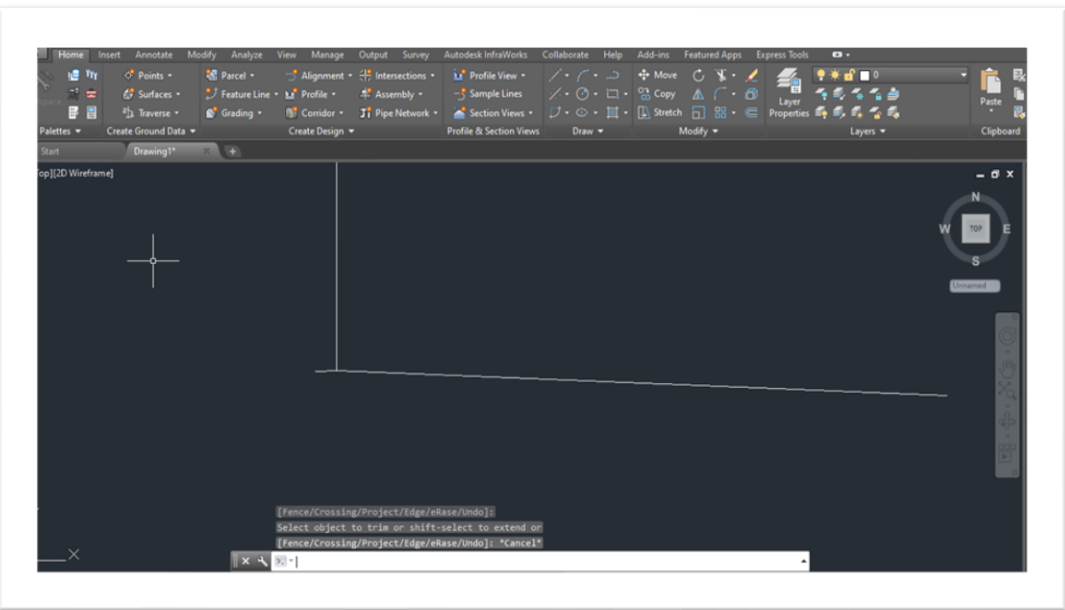 Home Insert Annotate Modify Analyze View Manage Output Survey Autodesk InfraWorks Collaborate Help Add-ins Featured Apps Express Tools
Points Parcel Alignment Intersections Profile View Move 0
Surfaces Feature Line Profile Assembly Sample Lines Copy Layer Paste
Traverse Grading Corridor Pipe Network Section Views Stretch Properties
Palettes Create Ground Data Create Design Profile & Section Views Draw Modify Layers Clipboard
Start Drawing1* +
op][2D Wireframe]
N
W TOP E
S
Unnamed
[Fence/Crossing/Project/Edge/eRase/Undo]:
Select object to trim or shift-select to extend or
[Fence/Crossing/Project/Edge/eRase/Undo]: *Cancel*
X